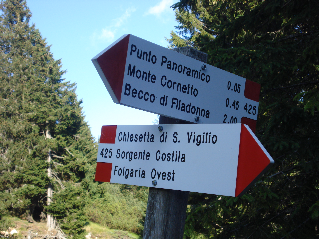 Punto Panoramico 0.05
Monte Cornetto 0.45 425
Becco di Filadonna 2.00
Chiesetta di S. Vigilio
425 Sorgente Costila
Folgaria Ovest